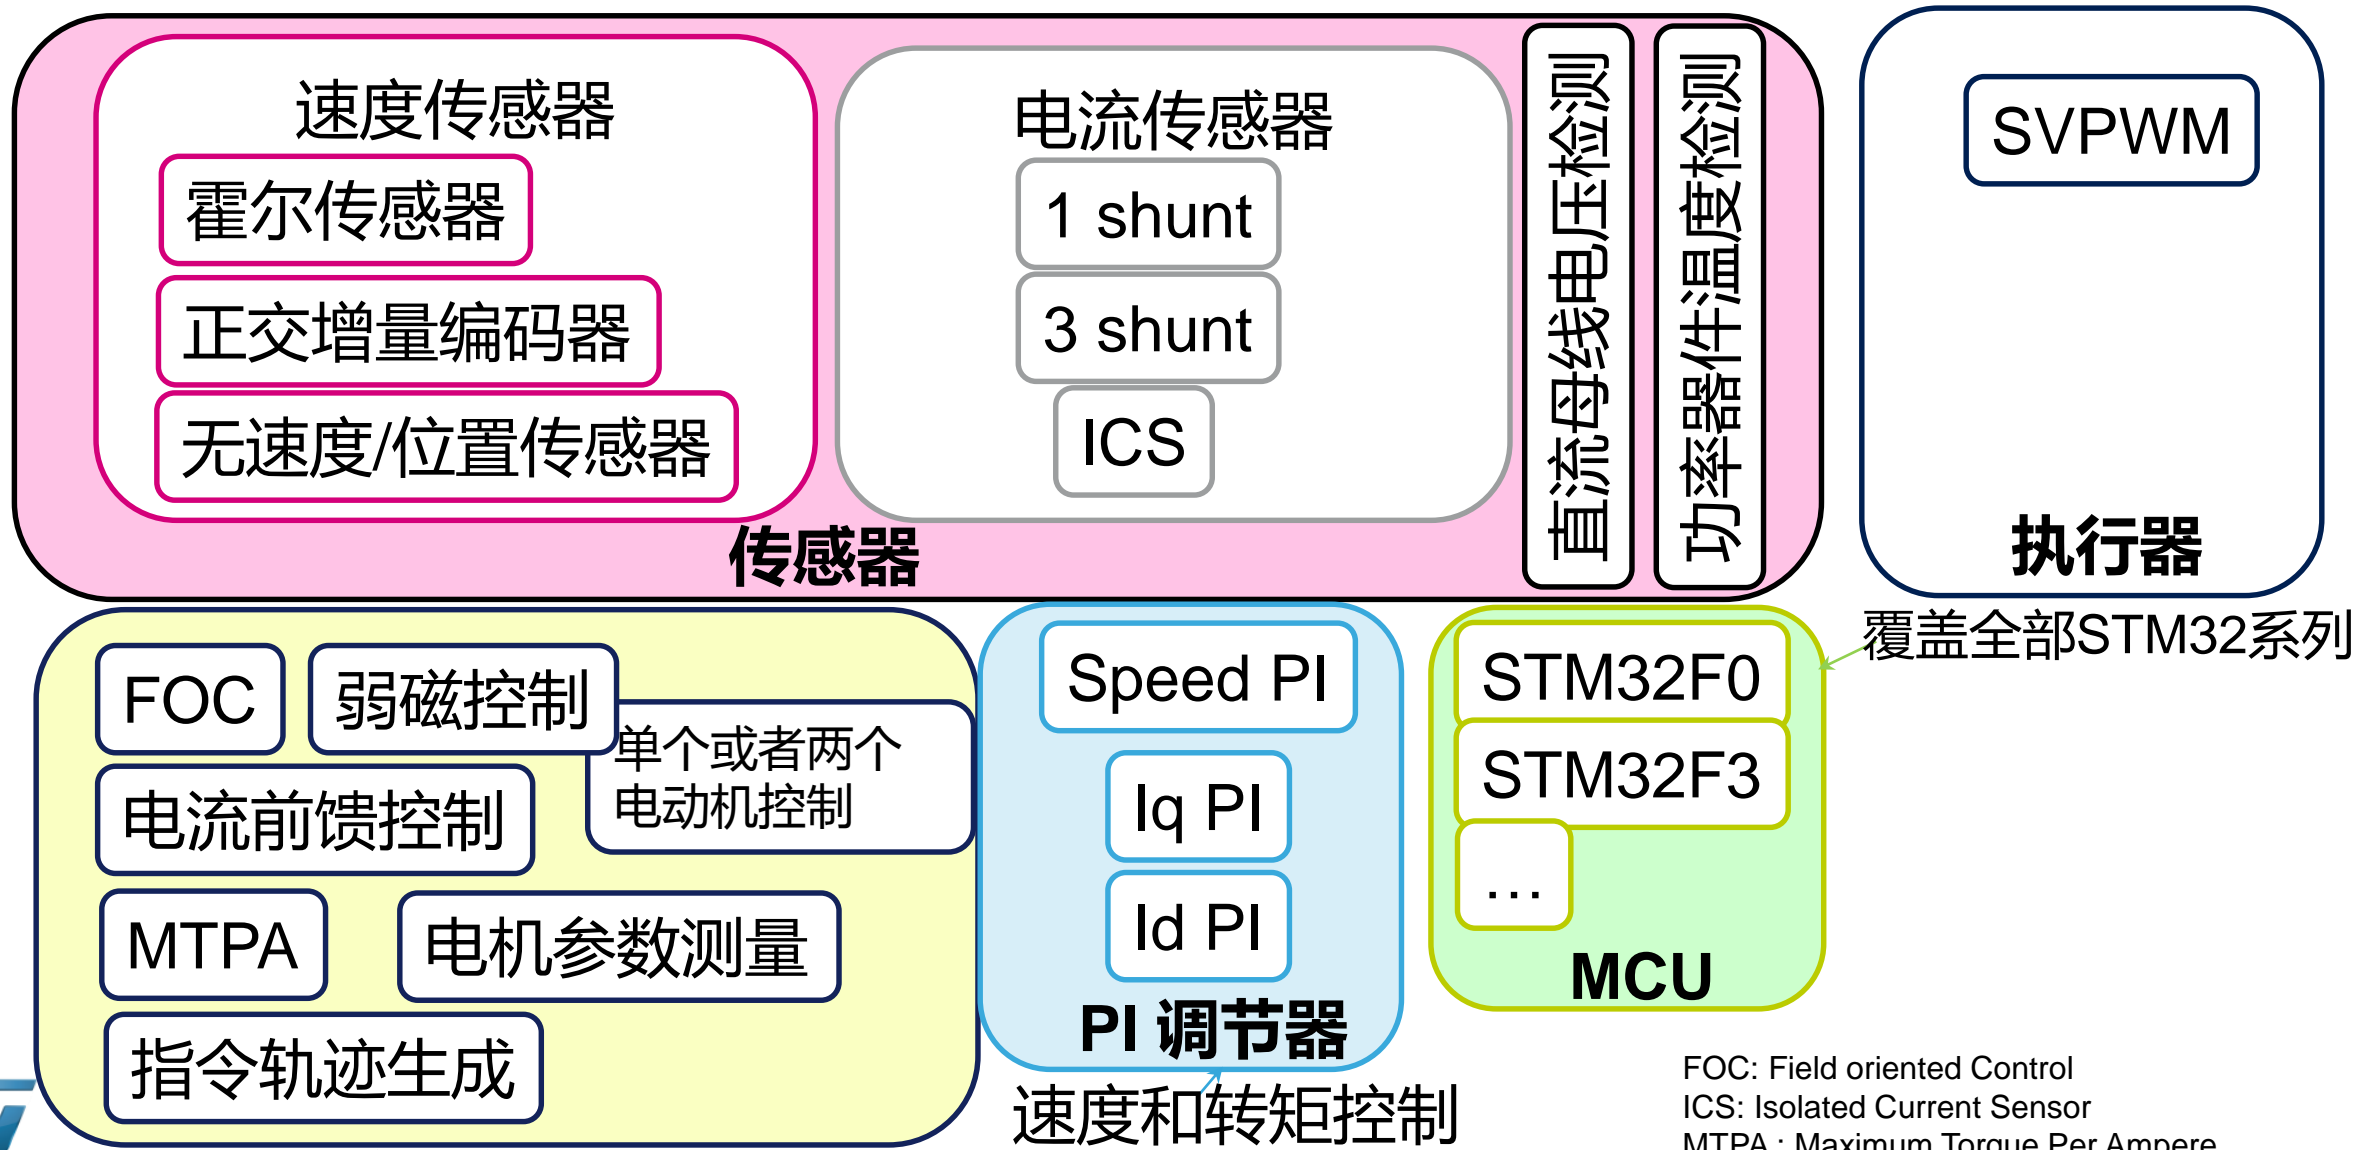 速度传感器
霍尔传感器
正交增量编码器
无速度/位置传感器
电流传感器
1 shunt
3 shunt
ICS
直流母线电压检测
功率器件温度检测
传感器
SVPWM
执行器
FOC
弱磁控制
单个或者两个
电动机控制
电流前馈控制
MTPA
电机参数测量
指令轨迹生成
Speed PI
Iq PI
Id PI
PI 调节器
速度和转矩控制
STM32F0
STM32F3
...
MCU
覆盖全部STM32系列
FOC: Field oriented Control
ICS: Isolated Current Sensor
MTPA : Maximum Torque Per Ampere